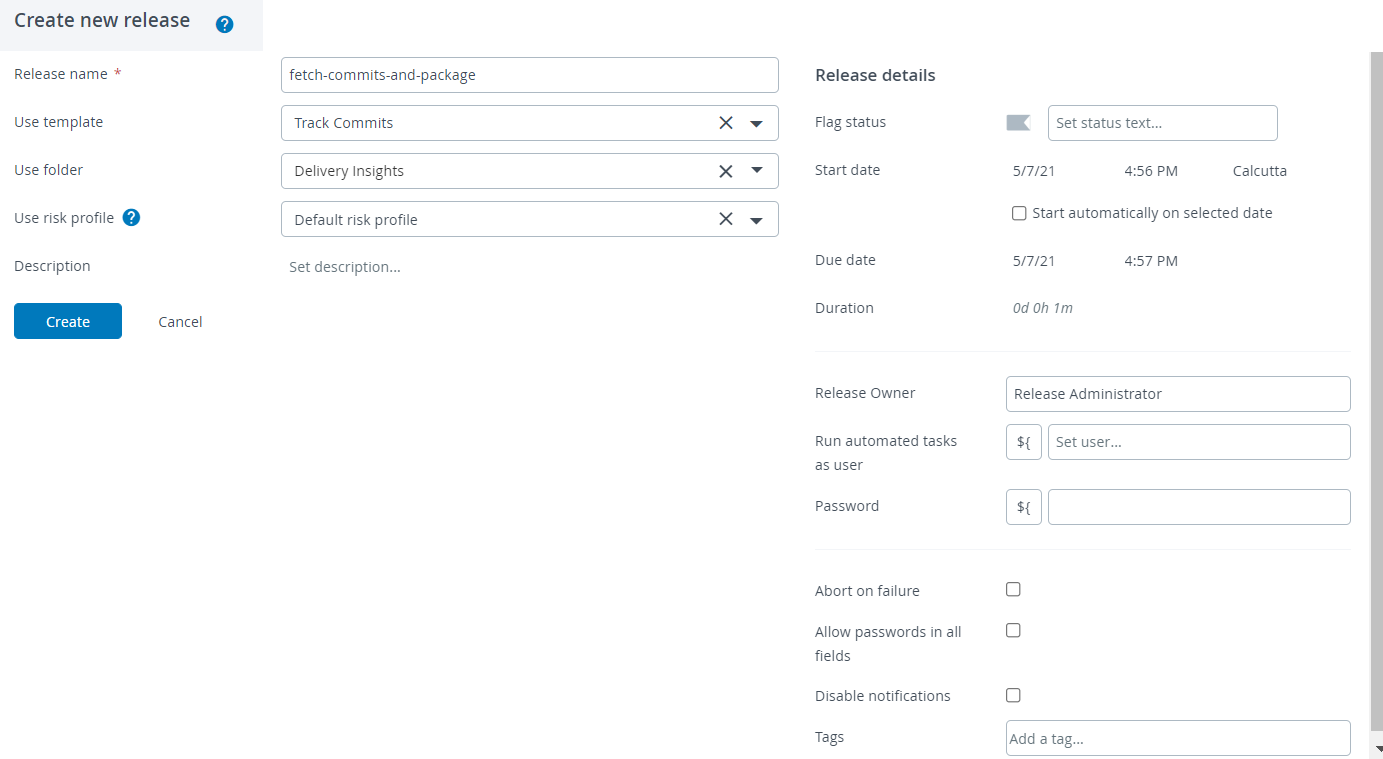 Create new release ?
Release name *
fetch-commits-and-package
Use template
Track Commits
Use folder
Delivery Insights
Use risk profile ?
Default risk profile
Description
Set description...
Create
Cancel
Release details
Flag status
Set status text...
Start date
5/7/21
4:56 PM
Calcutta
Start automatically on selected date
Due date
5/7/21
4:57 PM
Duration
0d 0h 1m
Release Owner
Release Administrator
Run automated tasks
as user
${
Set user...
Password
${
Abort on failure
Allow passwords in all
fields
Disable notifications
Tags
Add a tag...